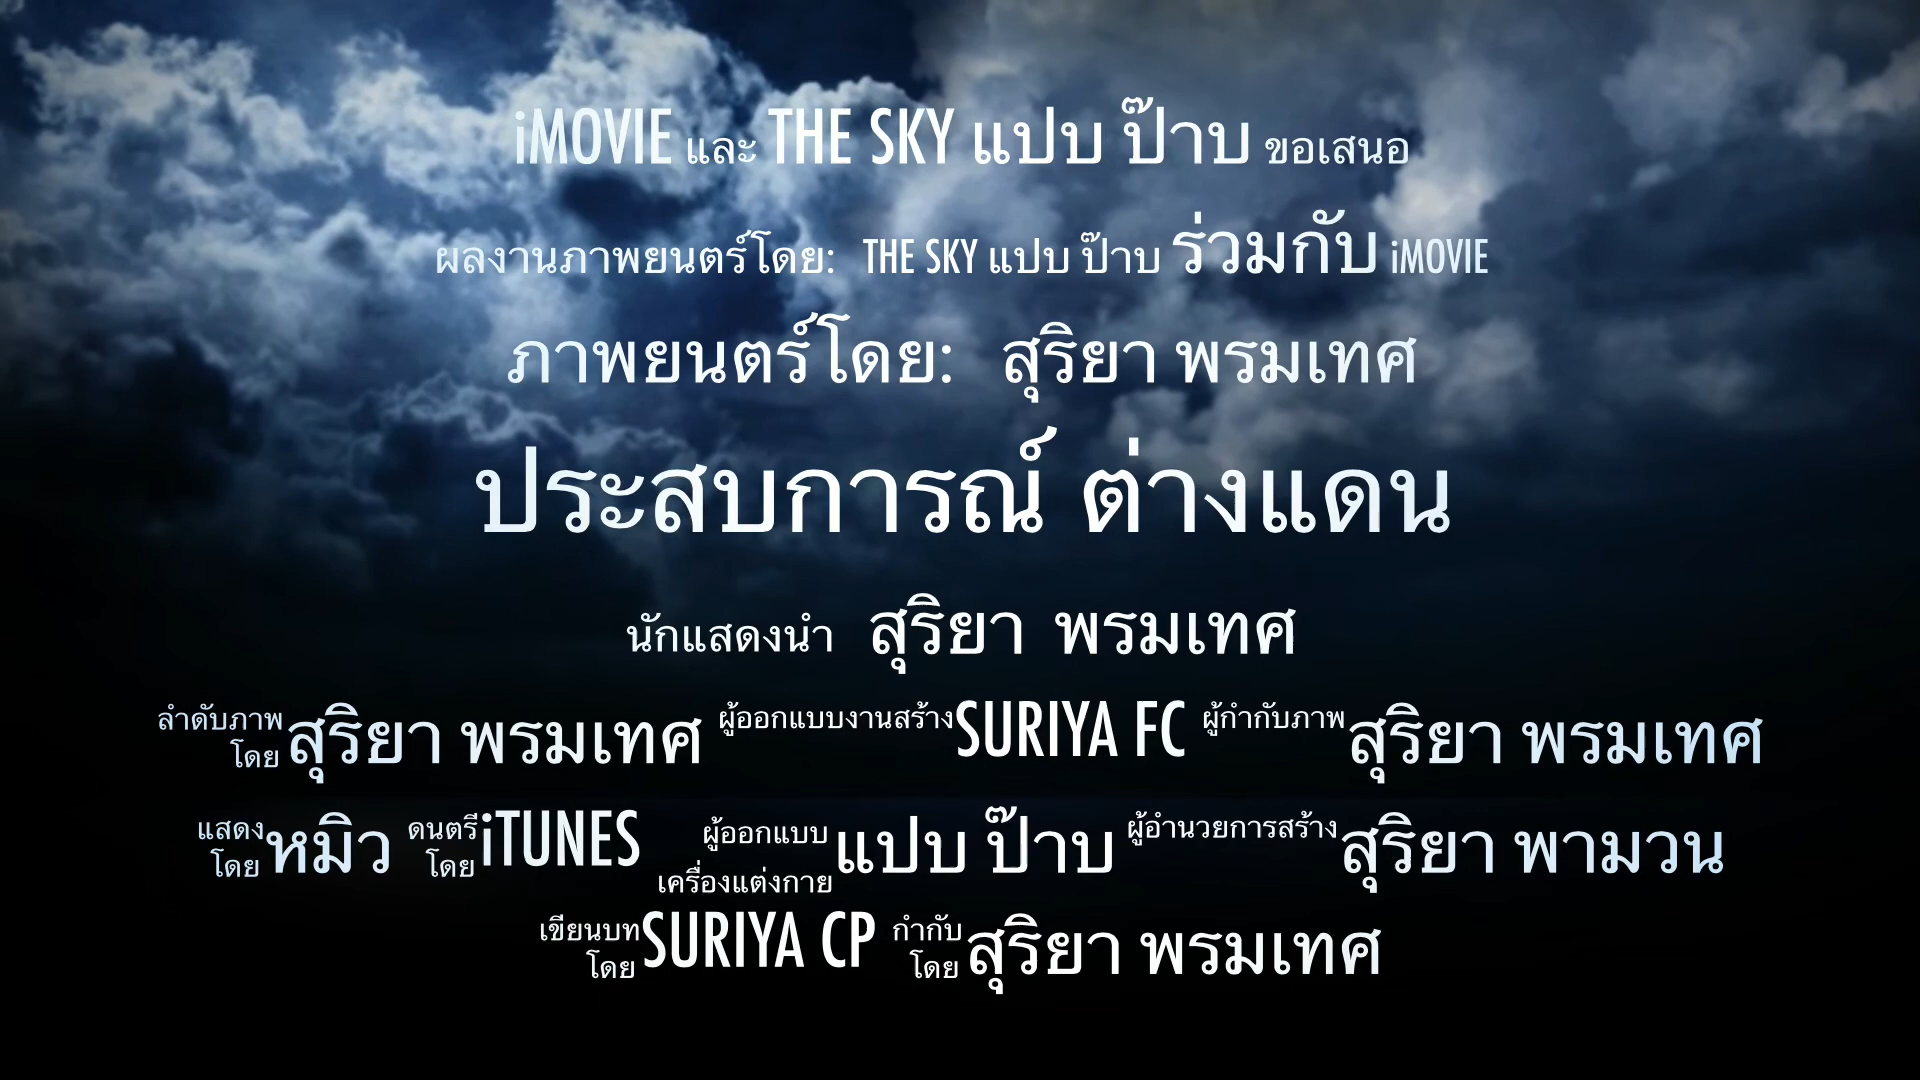 iMOVIE และ THE SKY แปบ ป๊าบ ขอเสนอ
ผลงานภาพยนตร์โดย: THE SKY แปบ ป๊าบ ร่วมกับ iMOVIE
ภาพยนตร์โดย: สุริยา พรมเทศ
ประสบการณ์ ต่างแดน
นักแสดงนำ สุริยา พรมเทศ
ลำดับภาพโดย สุริยา พรมเทศ ผู้ออกแบบงานสร้าง SURIYA FC ผู้กำกับภาพ สุริยา พรมเทศ
แสดงโดย หมิว ดนตรีโดย iTUNES ผู้ออกแบบเครื่องแต่งกาย แปบ ป๊าบ ผู้อำนวยการสร้าง สุริยา พามวน
เขียนบทโดย SURIYA CP กำกับโดย สุริยา พรมเทศ